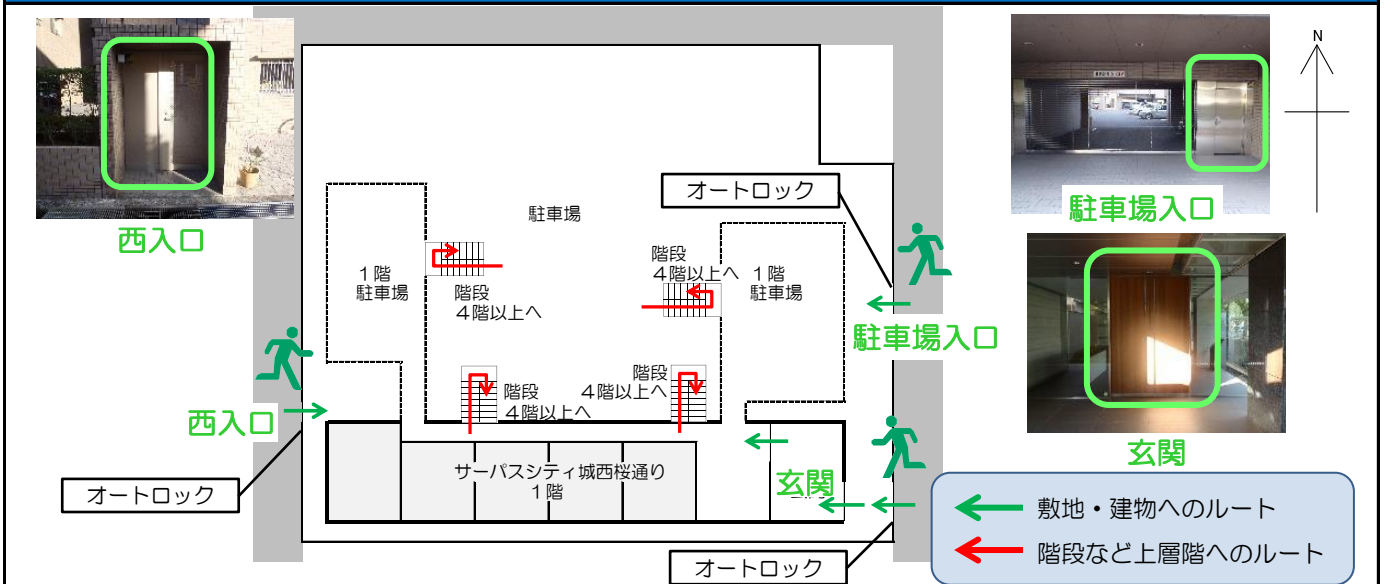 西入口
オートロック
駐車場
N
駐車場入口
階段
4階以上へ
1階
駐車場
1階
駐車場
階段
4階以上へ
駐車場入口
玄関
階段
4階以上へ
階段
4階以上へ
西入口
玄関
サーパスシティ城西桜通り
1階
オートロック
オートロック
敷地・建物へのルート
階段など上層階へのルート